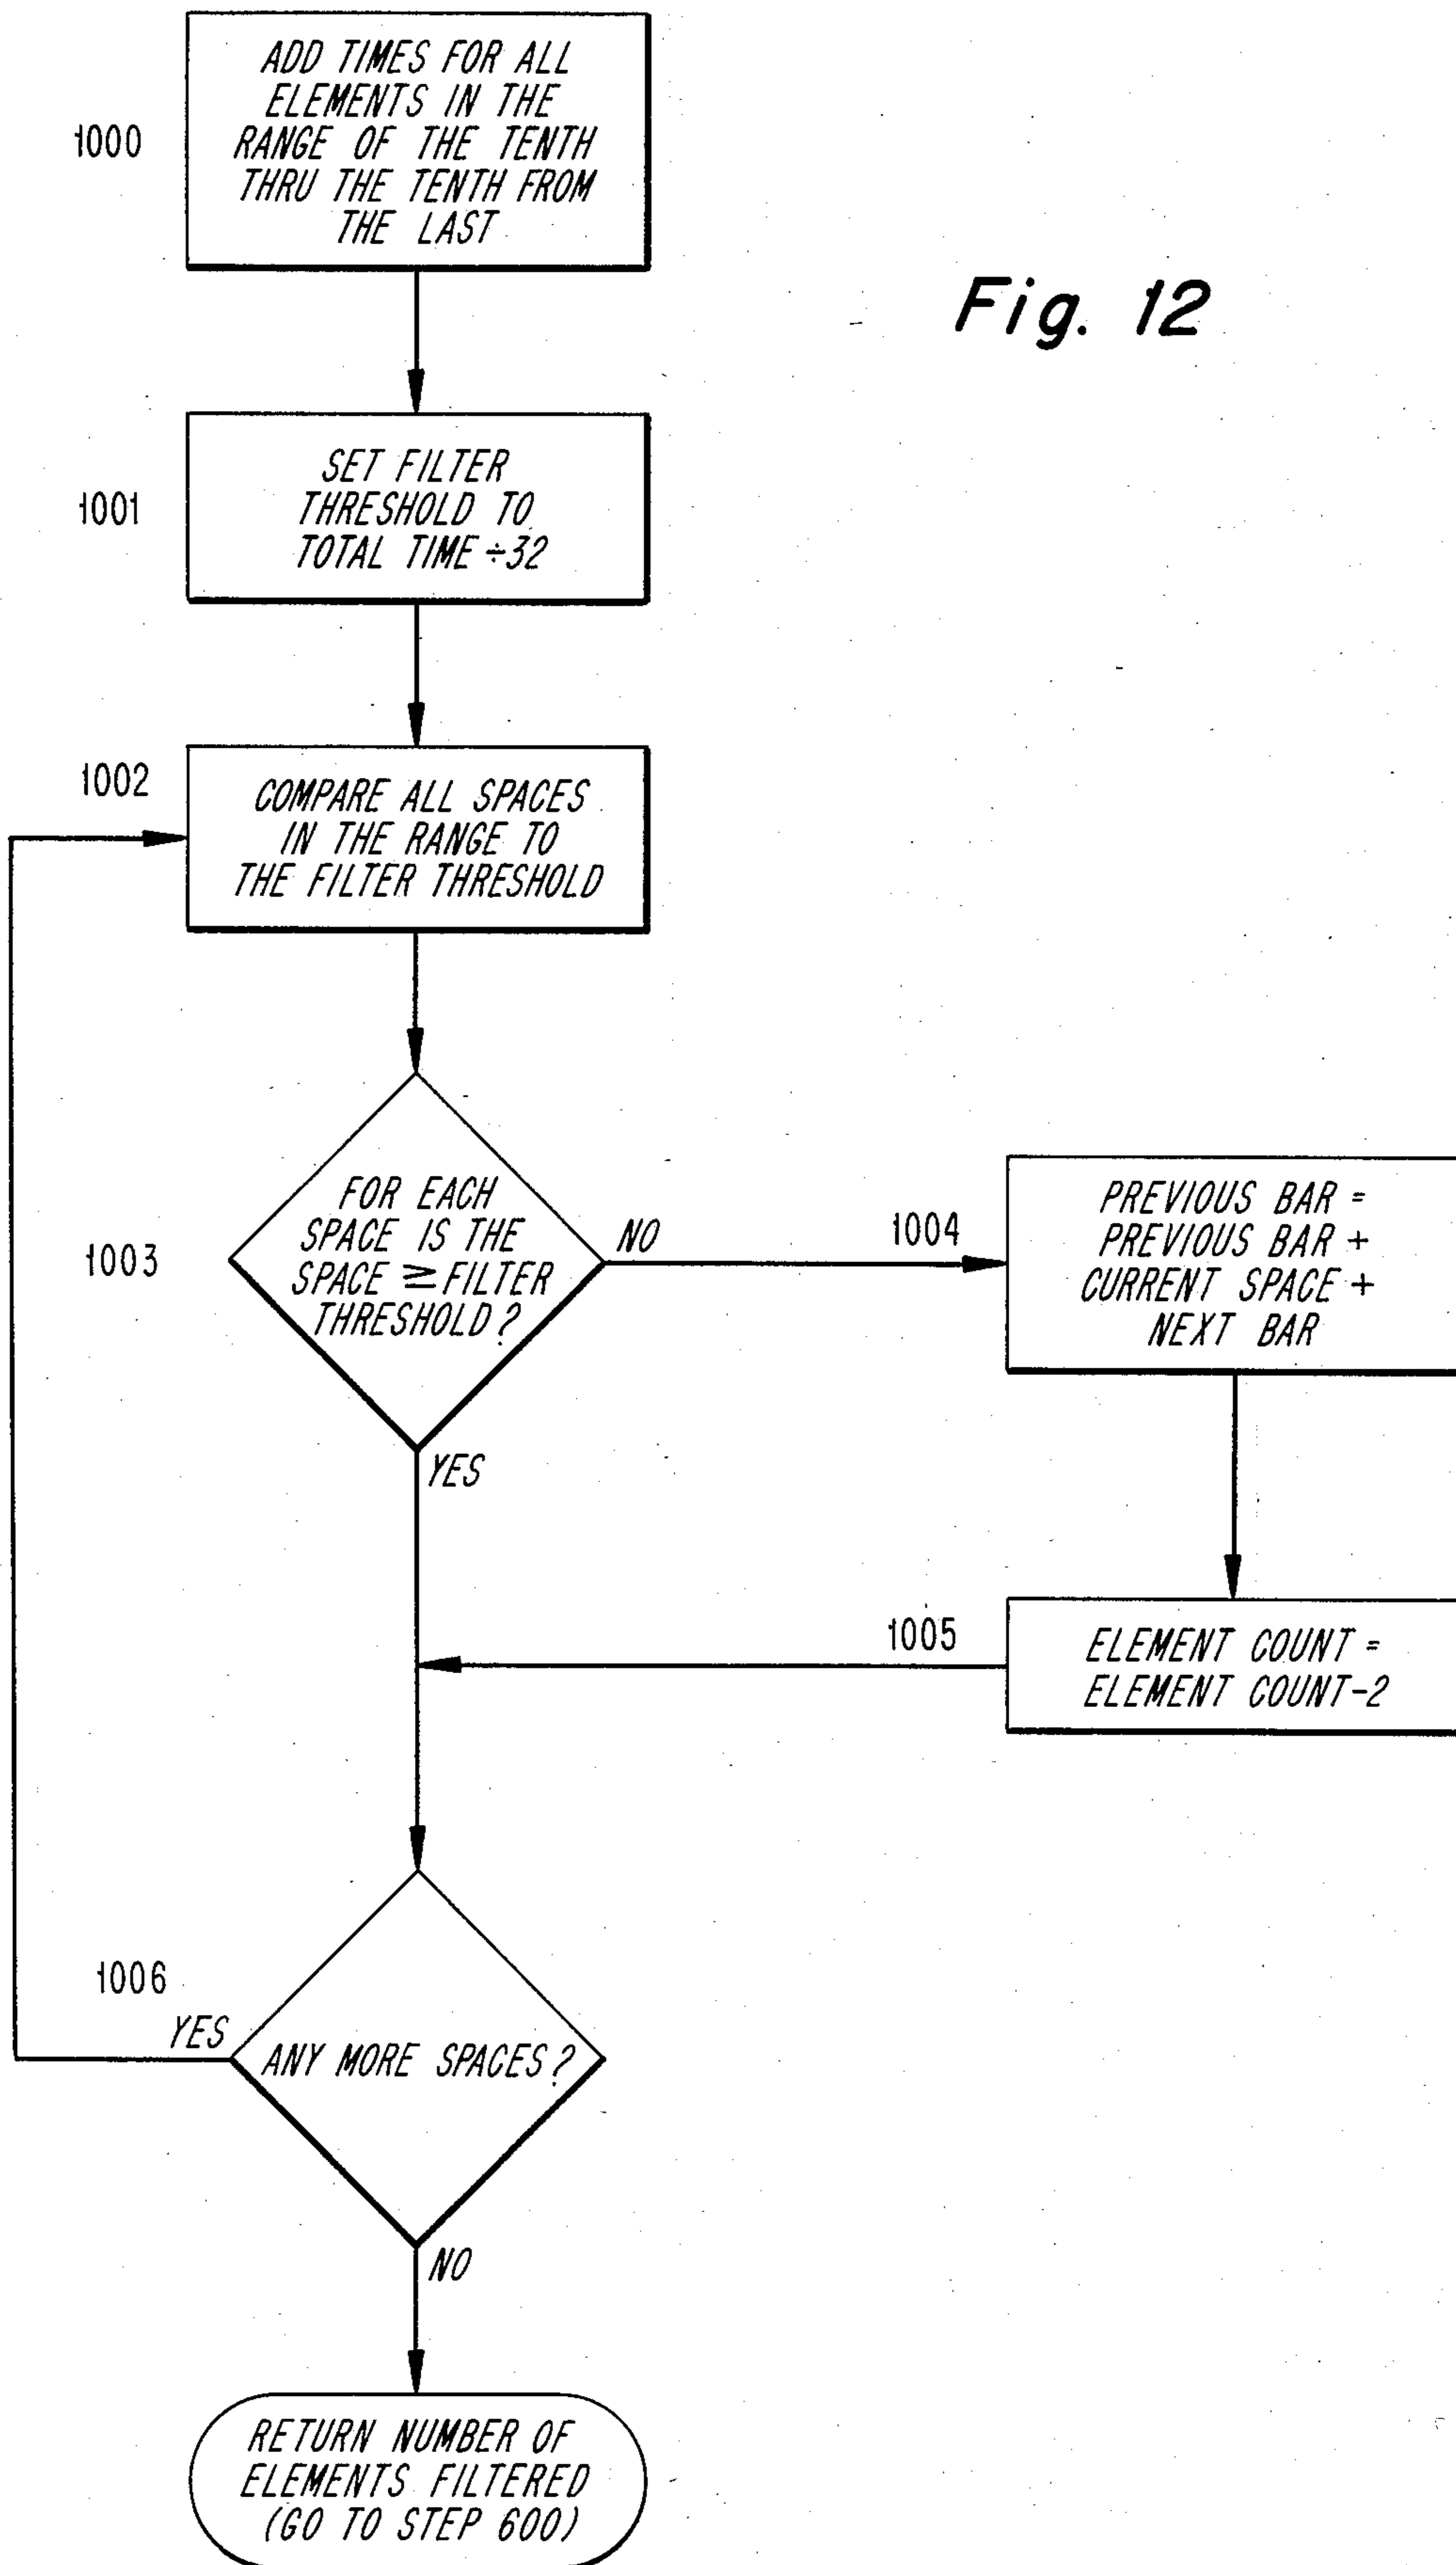 ADD TIMES FOR ALL
ELEMENTS IN THE
RANGE OF THE TENTH
THRU THE TENTH FROM
THE LAST
1000
Fig. 12
SET FILTER
THRESHOLD TO
TOTAL TIME ÷32
1001
1002
COMPARE ALL SPACES
IN THE RANGE TO
THE FILTER THRESHOLD
FOR EACH
SPACE IS THE
SPACE ≥ FILTER
THRESHOLD?
1003
NO
1004
PREVIOUS BAR =
PREVIOUS BAR +
CURRENT SPACE +
NEXT BAR
YES
1005
ELEMENT COUNT =
ELEMENT COUNT-2
1006
YES
ANY MORE SPACES?
NO
RETURN NUMBER OF
ELEMENTS FILTERED
(GO TO STEP 600)